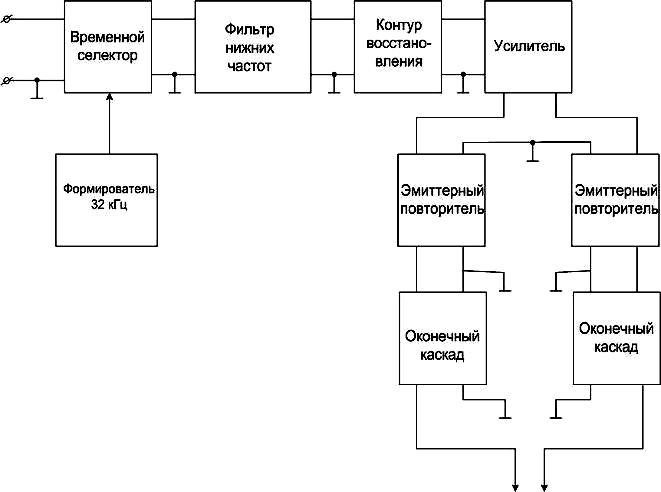 Временной
селектор
Фильтр
нижних
частот
Контур
восстано-
вления
Усилитель
Формирователь
32 кГц
Эмиттерный
повторитель
Эмиттерный
повторитель
Оконечный
каскад
Оконечный
каскад